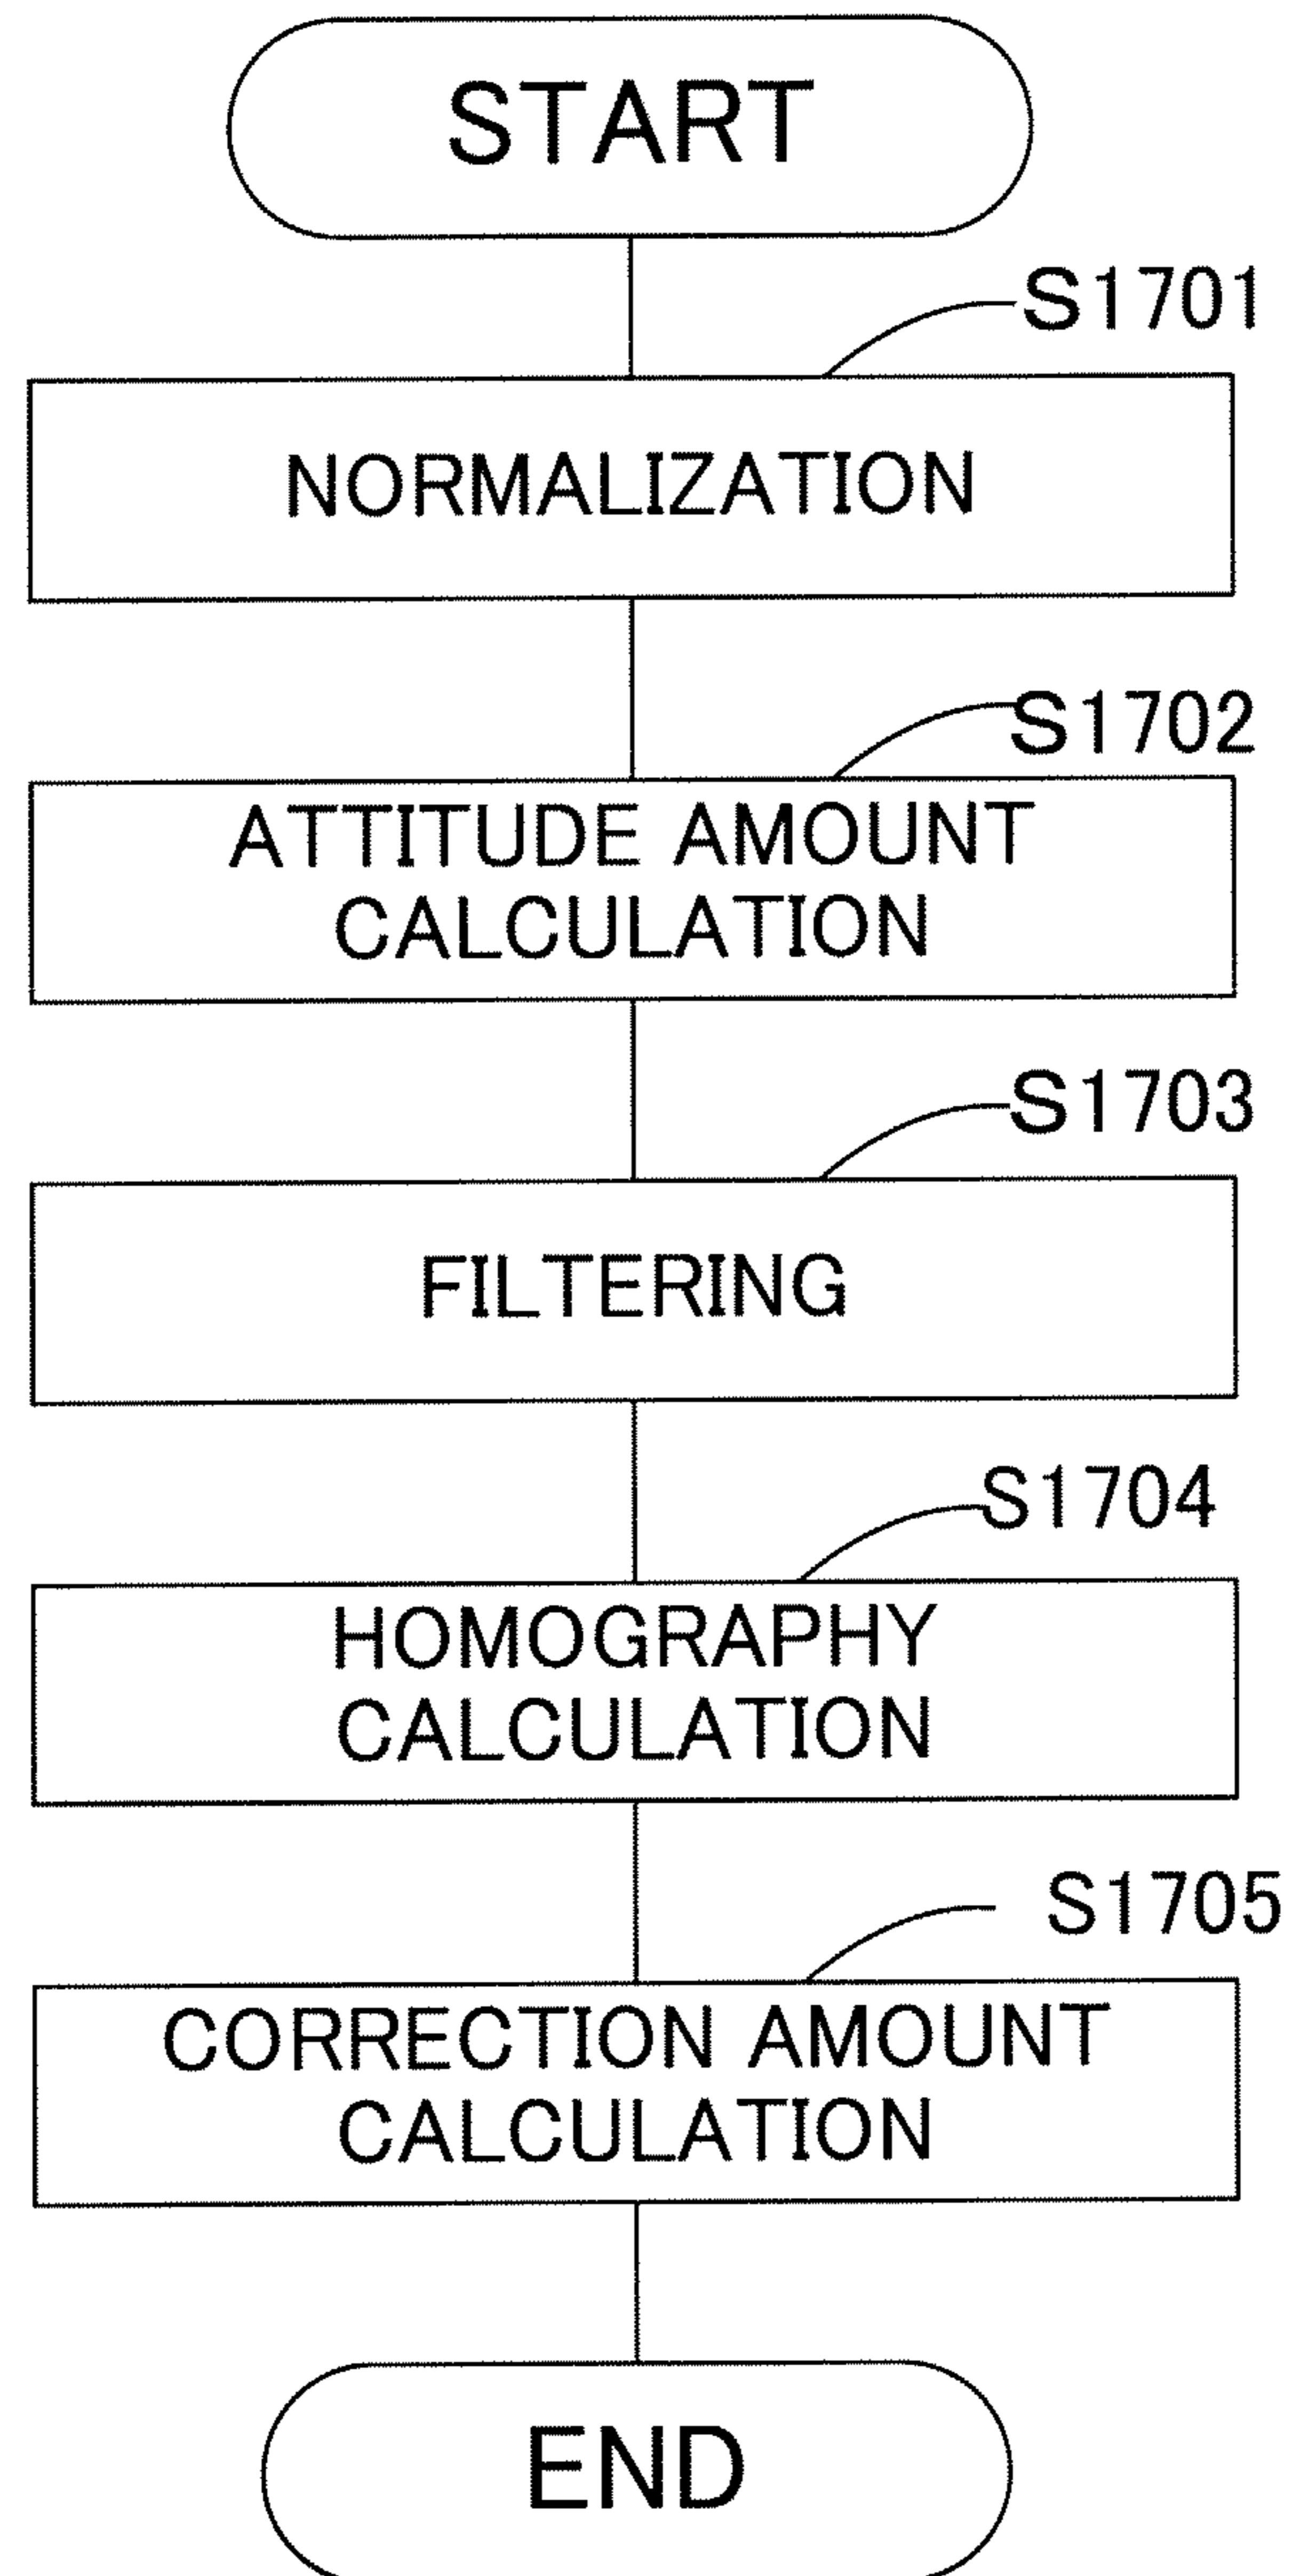 START
S1701
NORMALIZATION
S1702
ATTITUDE AMOUNT
CALCULATION
S1703
FILTERING
S1704
HOMOGRAPHY
CALCULATION
S1705
CORRECTION AMOUNT
CALCULATION
END